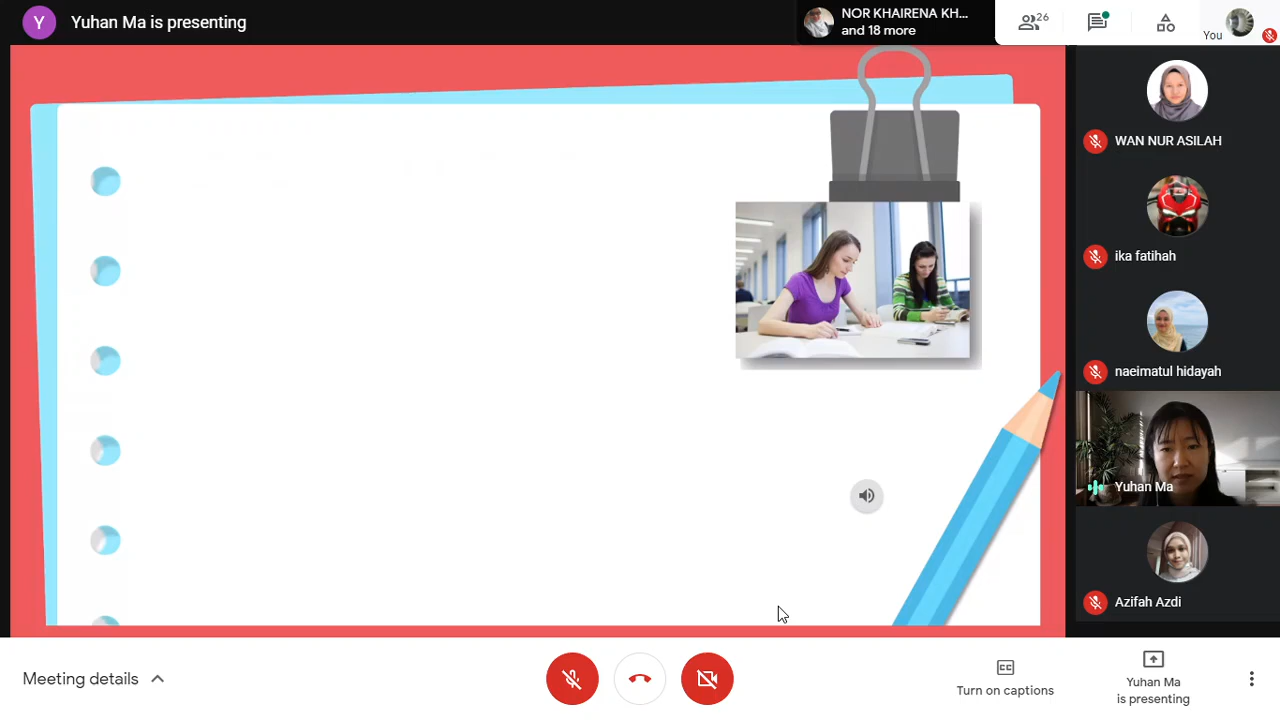 Y
Yuhan Ma is presenting
NOR KHAIRENA KH...
and 18 more
26
You
WAN NUR ASILAH
ika fatihah
naeimatul hidayah
Yuhan Ma
Azifah Azdi
Meeting details
CC
Turn on captions
Yuhan Ma
is presenting